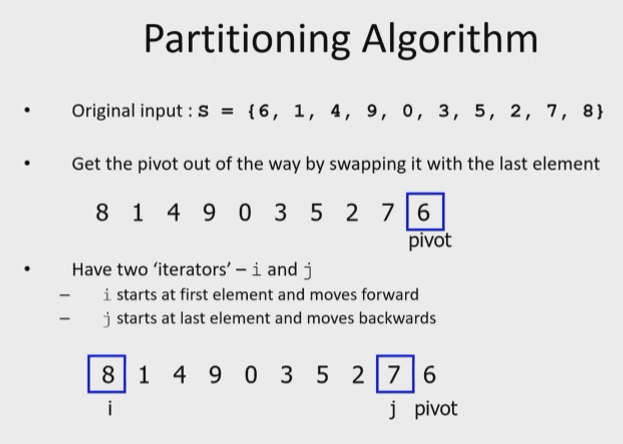 Partitioning Algorithm
• Original input : S = {6, 1, 4, 9, 0, 3, 5, 2, 7, 8}
• Get the pivot out of the way by swapping it with the last element
8 1 4 9 0 3 5 2 7 6
pivot
• Have two ‘iterators’ – i and j
– i starts at first element and moves forward
– j starts at last element and moves backwards
8 1 4 9 0 3 5 2 7 6
i j pivot